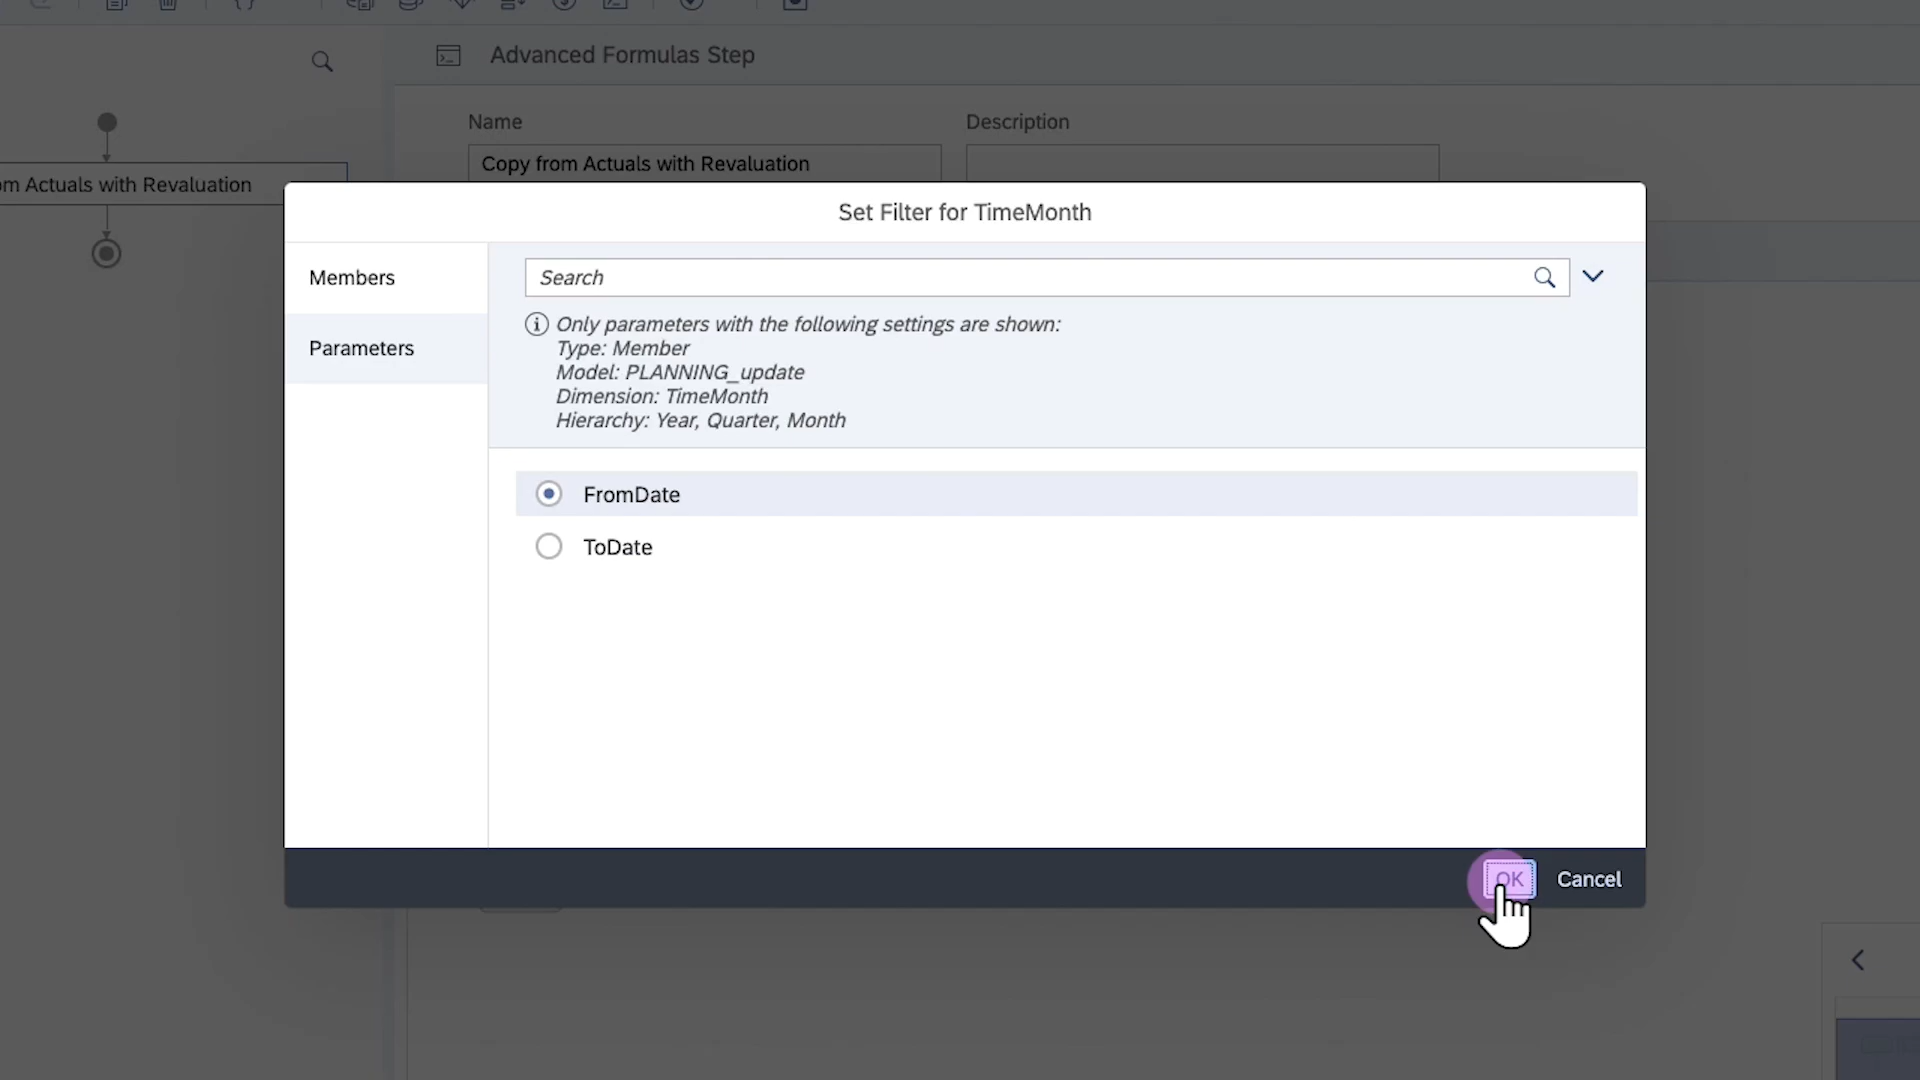 Advanced Formulas Step
Name
Description
Copy from Actuals with Revaluation
om Actuals with Revaluation
Set Filter for TimeMonth
Members
Parameters
Search
Only parameters with the following settings are shown:
Type: Member
Model: PLANNING_update
Dimension: TimeMonth
Hierarchy: Year, Quarter, Month
FromDate
ToDate
OK
Cancel